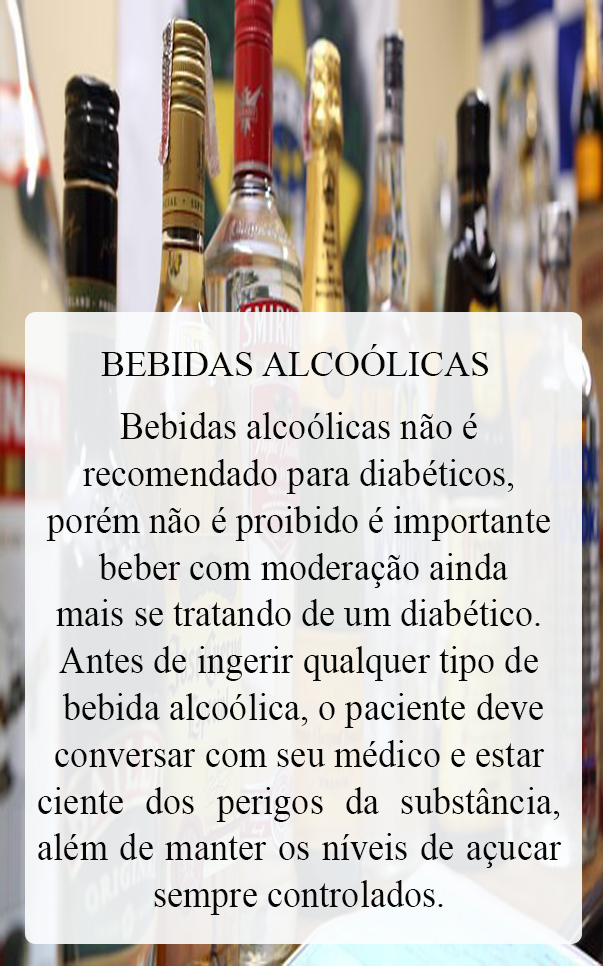 SMIRN
BEBIDAS ALCOÓLICAS
Bebidas alcoólicas não é
recomendado para diabéticos,
porém não é proibido é importante
beber com moderação ainda
mais se tratando de um diabético.
Antes de ingerir qualquer tipo de
bebida alcoólica, o paciente deve
conversar com seu médico e estar
ciente dos perigos da substância,
além de manter os níveis de açucar
sempre controlados.